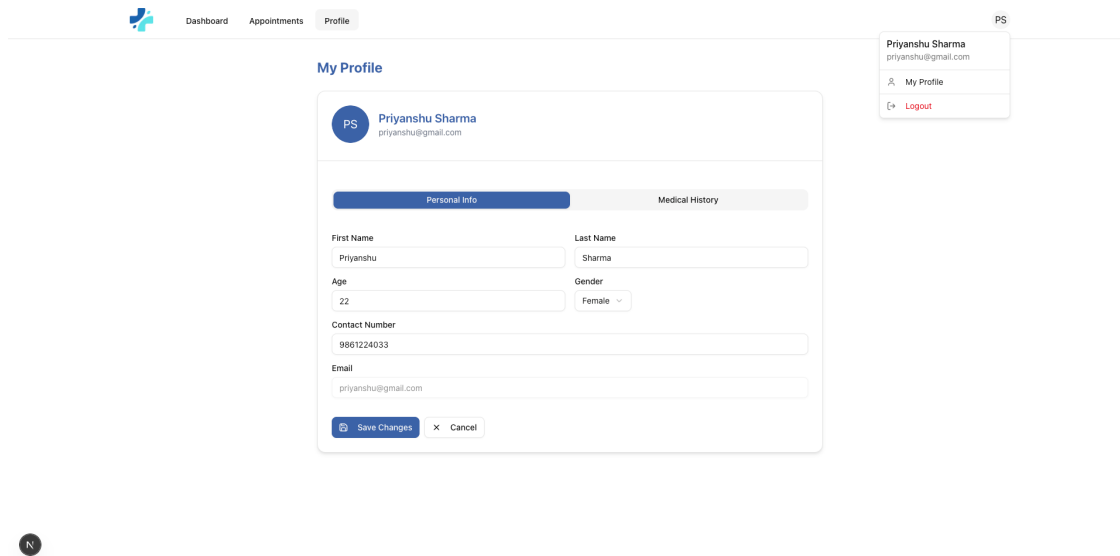 Dashboard Appointments Profile PS
Priyanshu Sharma
priyanshu@gmail.com
My Profile
Logout
My Profile
PS
Priyanshu Sharma
priyanshu@gmail.com
Personal Info Medical History
First Name Last Name
Priyanshu Sharma
Age Gender
22 Female
Contact Number
9861224033
Email
priyanshu@gmail.com
Save Changes Cancel
N